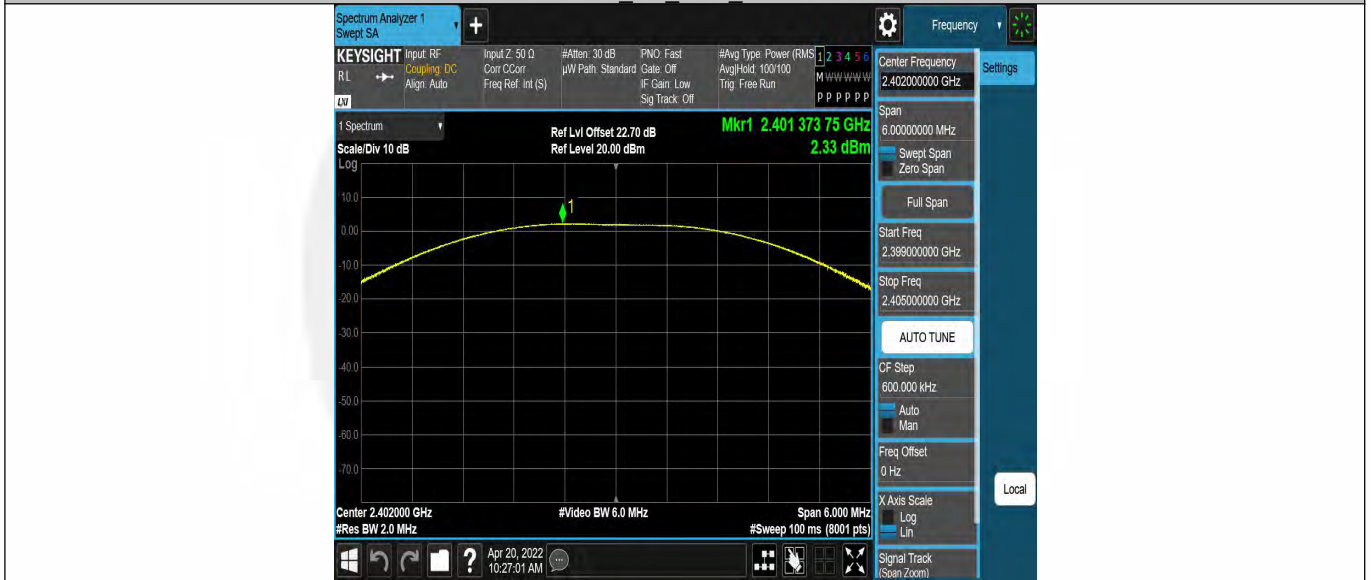 Spectrum Analyzer 1
Swept SA
+
Frequency
KEYSIGHT
RL
LXI
Input: RF
Coupling: DC
Align: Auto
Input Z: 50 Ω
Corr CCorr
Freq Ref: Int (S)
#Atten: 30 dB
µW Path: Standard
PNO: Fast
Gate: Off
IF Gain: Low
Sig Track: Off
#Avg Type: Power (RMS
Avg|Hold: 100/100
Trig: Free Run
1 2 3 4 5 6
M W W W W W
P P P P P P
1 Spectrum
Scale/Div 10 dB
Log
Ref Lvl Offset 22.70 dB
Ref Level 20.00 dBm
Mkr1 2.401 373 75 GHz
2.33 dBm
1
10.0
0.00
-10.0
-20.0
-30.0
-40.0
-50.0
-60.0
-70.0
Center 2.402000 GHz
#Res BW 2.0 MHz
#Video BW 6.0 MHz
Span 6.000 MHz
#Sweep 100 ms (8001 pts)
?
Apr 20, 2022
10:27:01 AM
Center Frequency
2.402000000 GHz
Settings
Span
6.00000000 MHz
Swept Span
Zero Span
Full Span
Start Freq
2.399000000 GHz
Stop Freq
2.405000000 GHz
AUTO TUNE
CF Step
600.000 kHz
Auto
Man
Freq Offset
0 Hz
X Axis Scale
Log
Lin
Local
Signal Track
(Span Zoom)